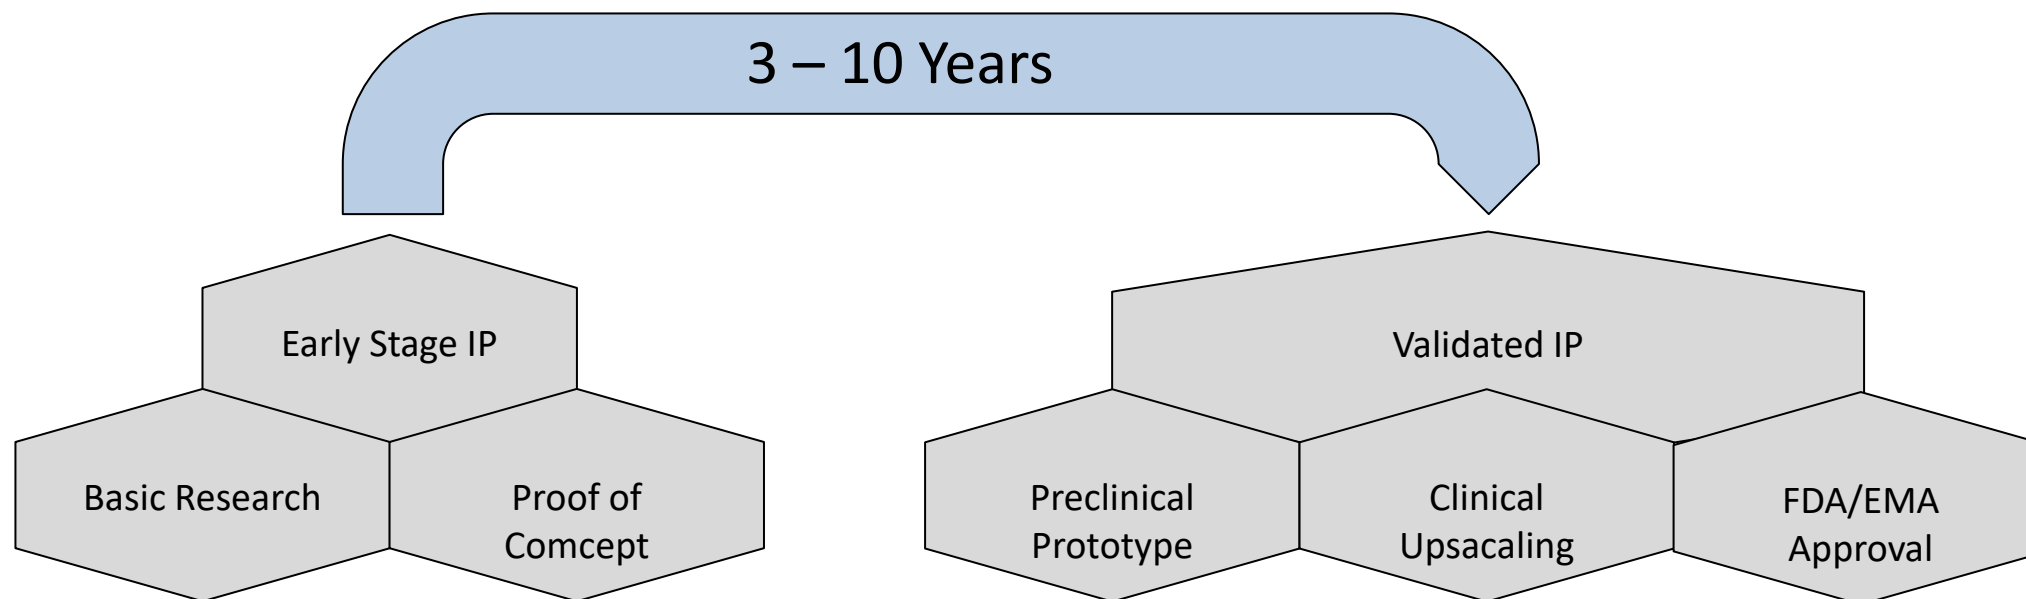 3 – 10 Years
Early Stage IP
Validated IP
Basic Research
Proof of
Comcept
Preclinical
Prototype
Clinical
Upsacaling
FDA/EMA
Approval